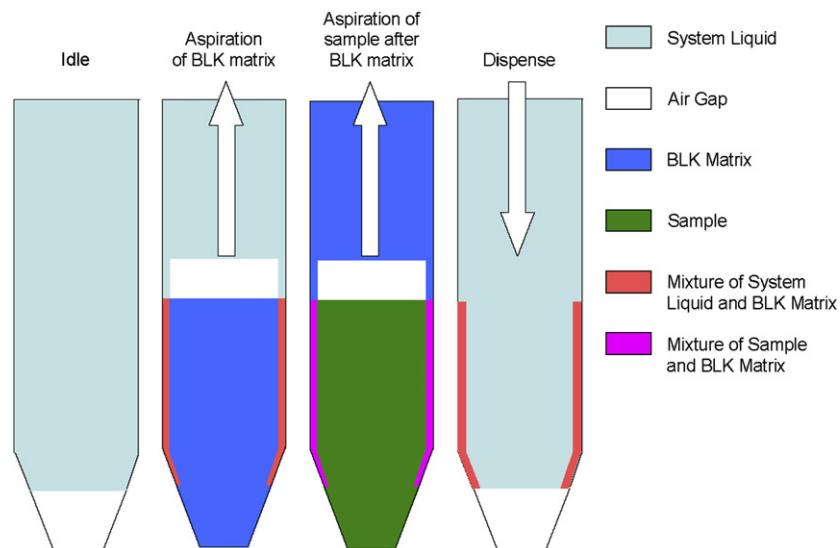 Idle
Aspiration
of BLK matrix
Aspiration of
sample after
BLK matrix
Dispense
System Liquid
Air Gap
BLK Matrix
Sample
Mixture of System
Liquid and BLK Matrix
Mixture of Sample
and BLK Matrix